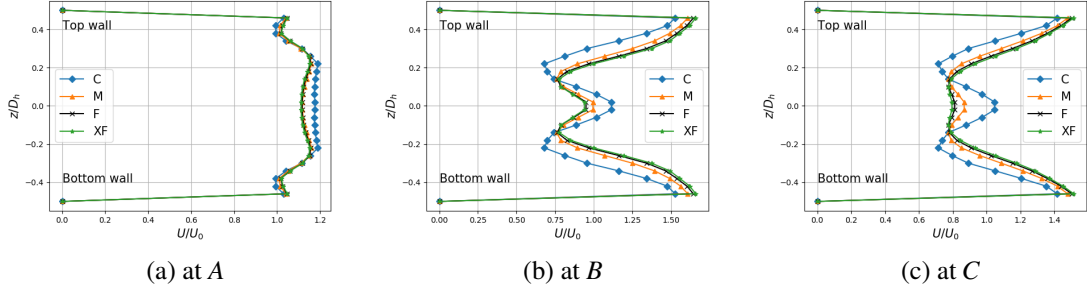 0.4
0.2
0.0
−0.2
−0.4
z/D_h
Top wall
C
M
F
XF
Bottom wall
0.0 0.2 0.4 0.6 0.8 1.0 1.2
U/U_0
(a) at A
0.4
0.2
0.0
−0.2
−0.4
z/D_h
Top wall
C
M
F
XF
Bottom wall
0.00 0.25 0.50 0.75 1.00 1.25 1.50
U/U_0
(b) at B
0.4
0.2
0.0
−0.2
−0.4
z/D_h
Top wall
C
M
F
XF
Bottom wall
0.0 0.2 0.4 0.6 0.8 1.0 1.2 1.4
U/U_0
(c) at C